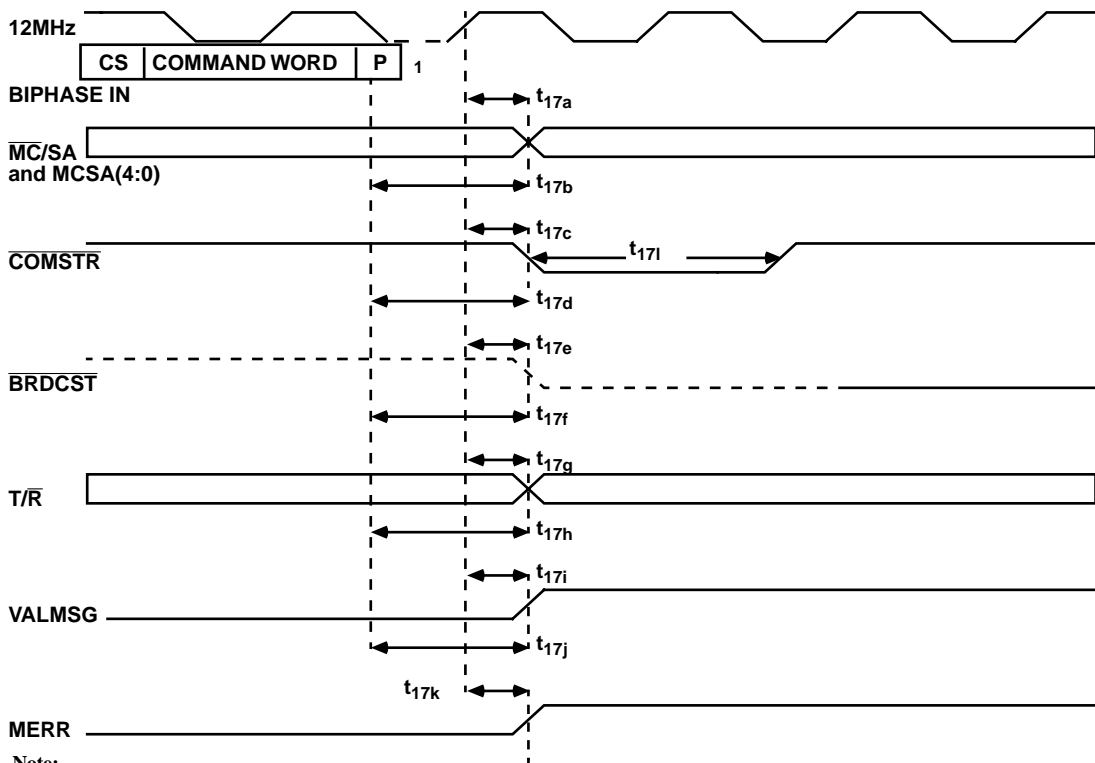 12MHz
CS COMMAND WORD P 1
BIPHASE IN
t17a
MC/SA
and MCSA(4:0)
t17b
t17c
COMSTR
t17l
t17d
t17e
BRDCST
t17f
t17g
T/R
t17h
t17i
VALMSG
t17j
t17k
MERR
Note: